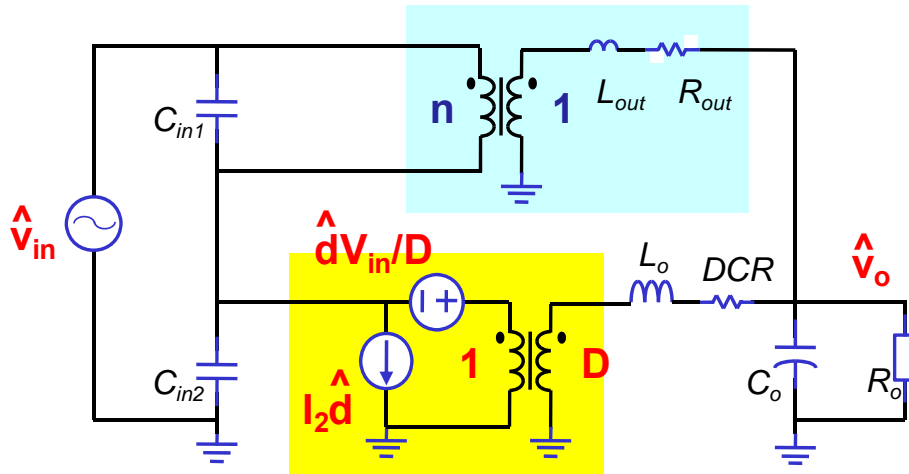 C_in1
n
1
L_out
R_out
v̂_in
d̂V_in/D
L_o
DCR
v̂_o
C_in2
I_2d̂
1
D
C_o
R_o